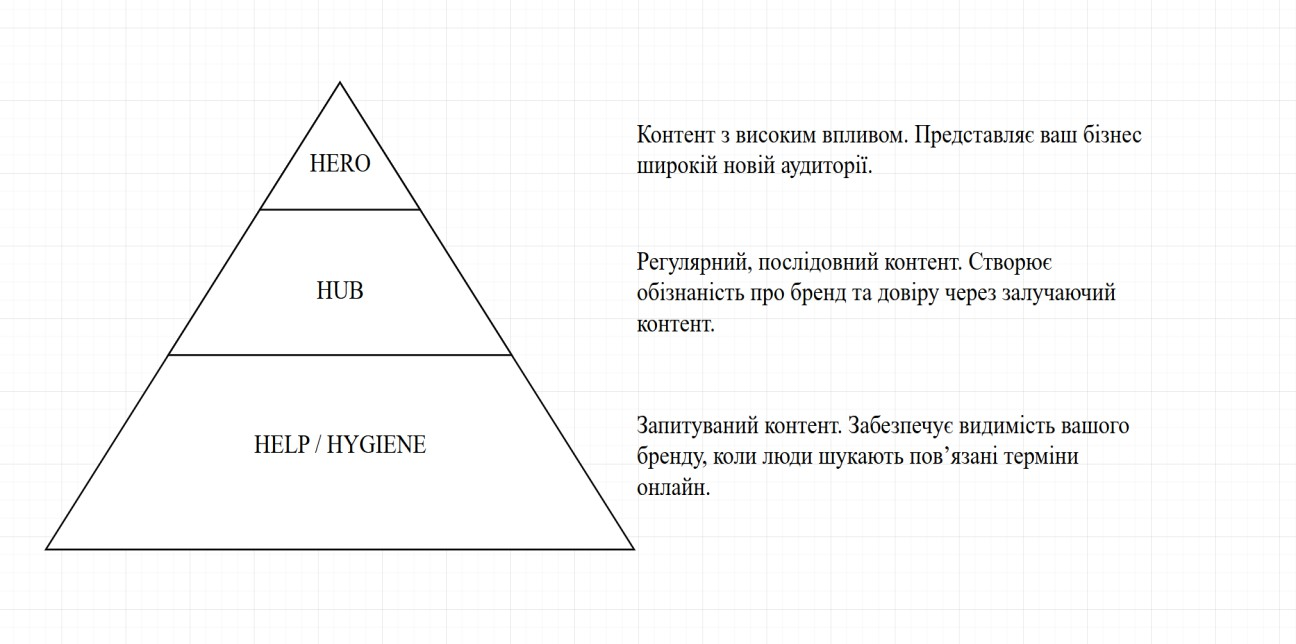 HERO
Контент з високим впливом. Представляє ваш бізнес
широкій новій аудиторії.
HUB
Регулярний, послідовний контент. Створює
обізнаність про бренд та довіру через залучаючий
контент.
HELP / HYGIENE
Запитуваний контент. Забезпечує видимість вашого
бренду, коли люди шукають пов’язані терміни
онлайн.